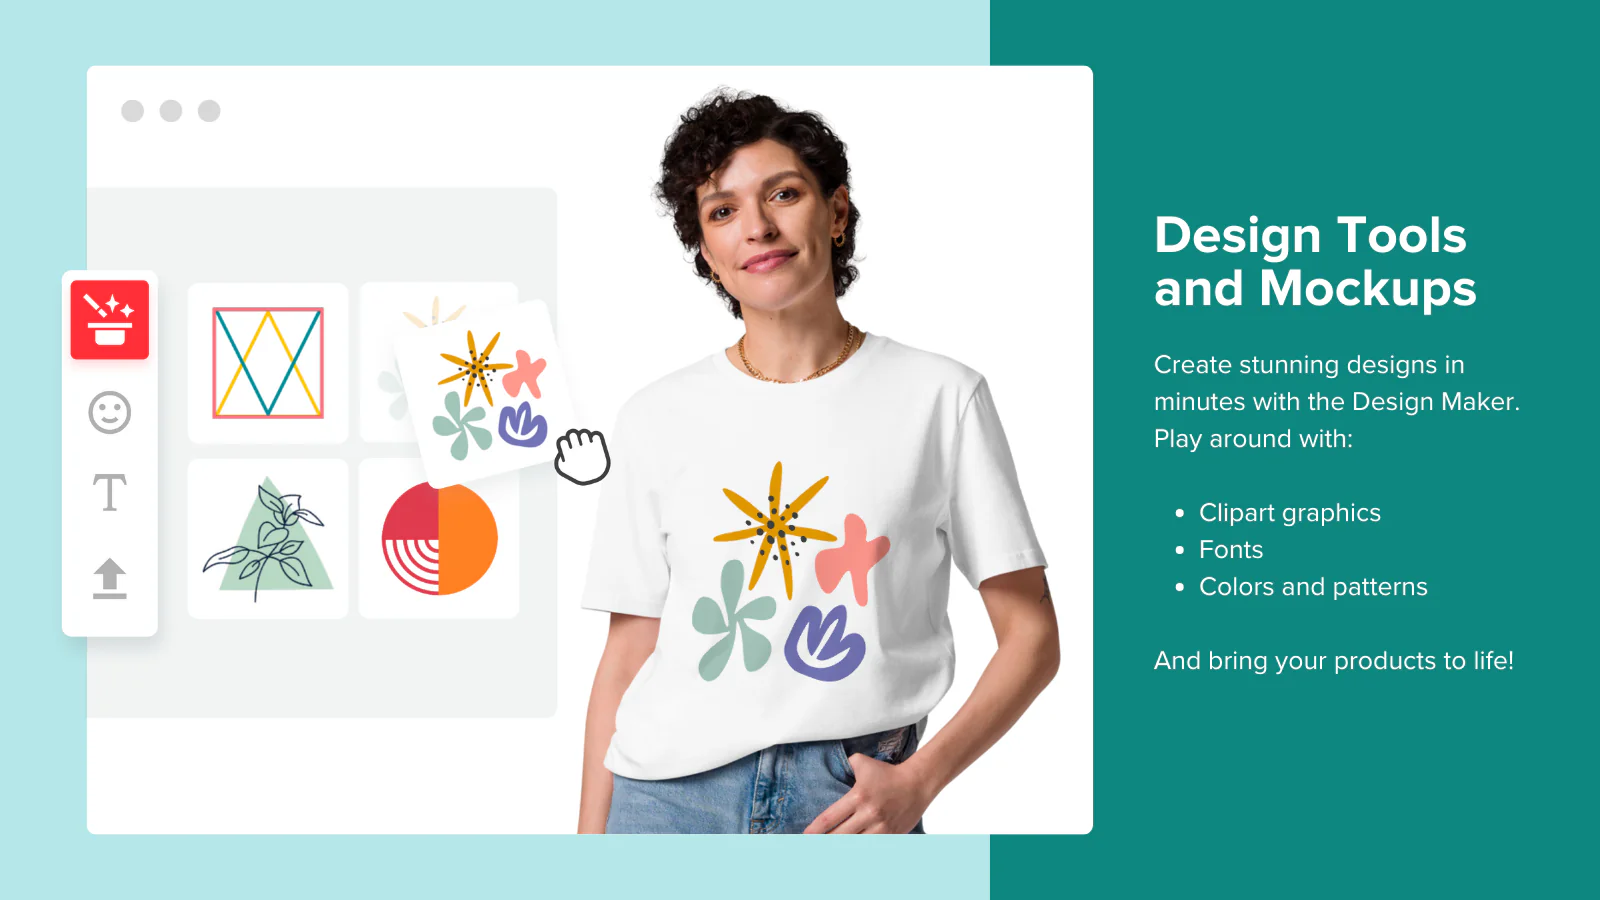 Design Tools
and Mockups
Create stunning designs in
minutes with the Design Maker.
Play around with:
• Clipart graphics
• Fonts
• Colors and patterns
And bring your products to life!
T